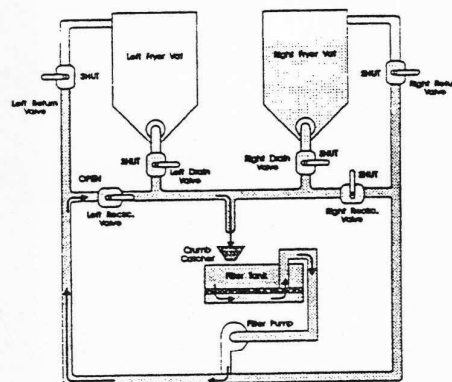 Left Fryer Vat
Right Fryer Vat
SHUT
Left Return
Valve
SHUT
Right Return
Valve
SHUT
Left Drain
Valve
Right Drain
Valve
SHUT
SHUT
OPEN
Left Recirc.
Valve
Right Recirc.
Valve
Crumb
Catcher
Filter Tank
Filter Pump